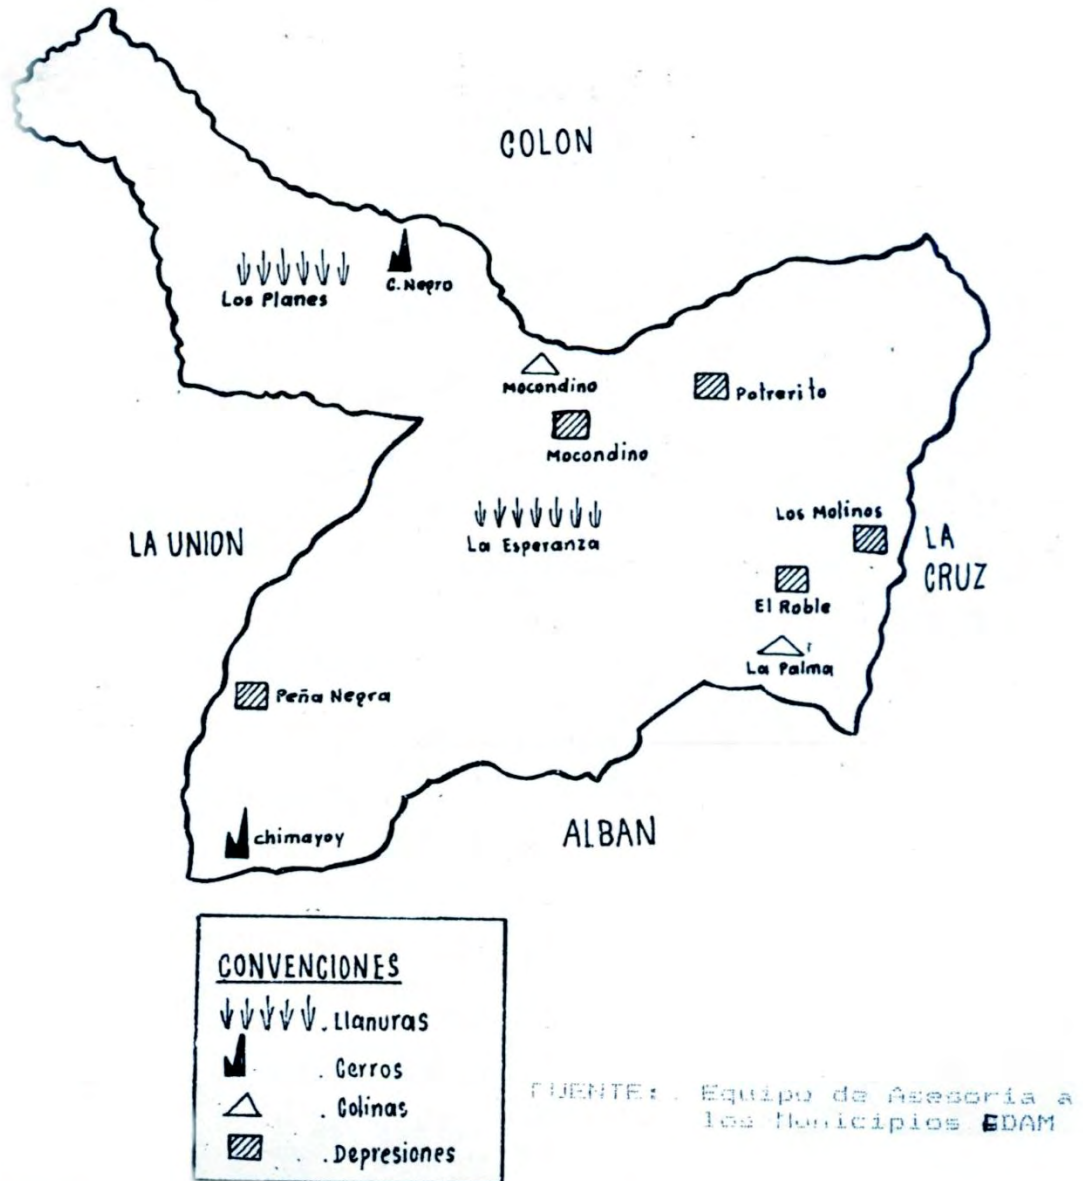 COLON
C. Negro
Los Planes
Mocondino
Potrerito
Mocondino
Los Molinos
LA UNION
La Esperanza
LA
CRUZ
El Roble
La Palma
Peña Negra
chimayoy
ALBAN
CONVENCIONES
. Llanuras
. Cerros
. Colinas
. Depresiones
FUENTE: Equipo de Asesoria a
los Municipios EDAM